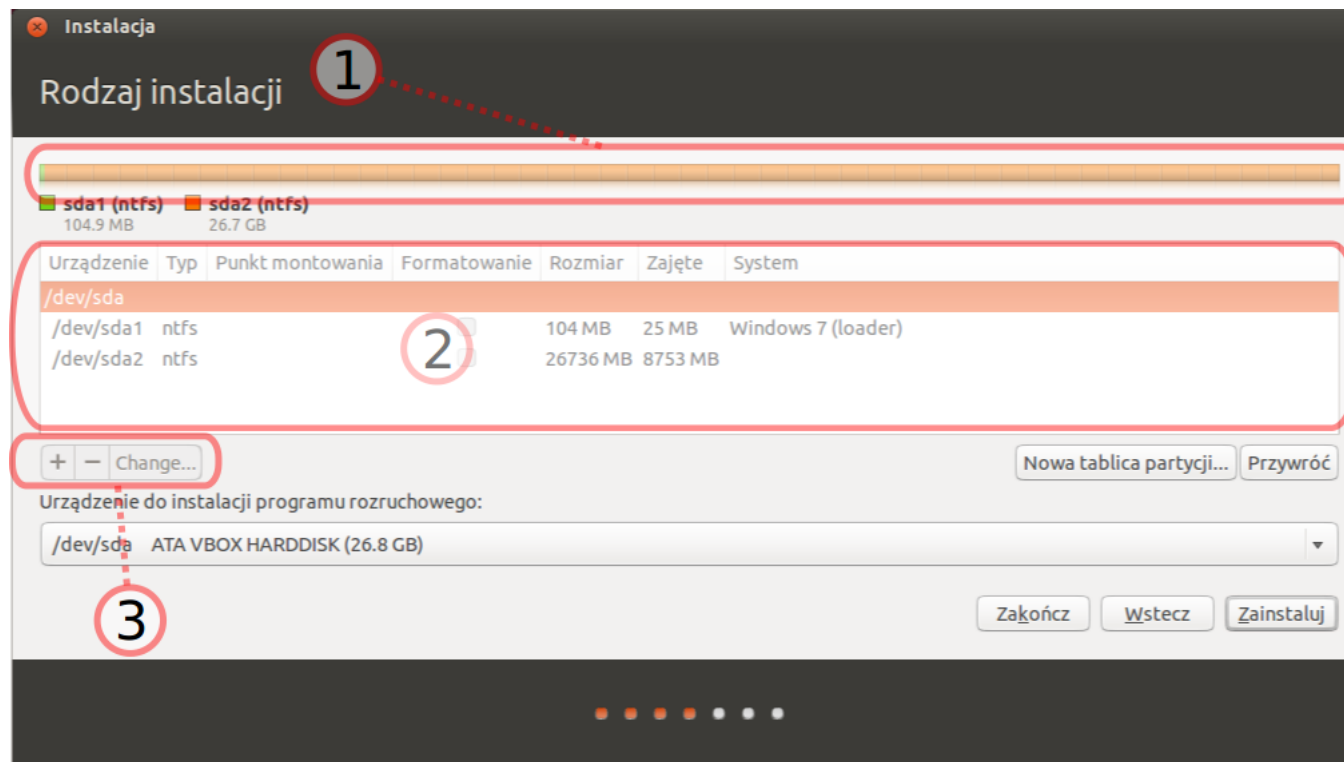 Instalacja
1
Rodzaj instalacji
sda1 (ntfs) sda2 (ntfs)
104.9 MB 26.7 GB
Urządzenie Typ Punkt montowania Formatowanie Rozmiar Zajęte System
/dev/sda
/dev/sda1 ntfs 104 MB 25 MB Windows 7 (loader)
2
/dev/sda2 ntfs 26736 MB 8753 MB
+ − Change... Nowa tablica partycji... Przywróć
Urządzenie do instalacji programu rozruchowego:
/dev/sda ATA VBOX HARDDISK (26.8 GB)
3
Zakończ Wstecz Zainstaluj